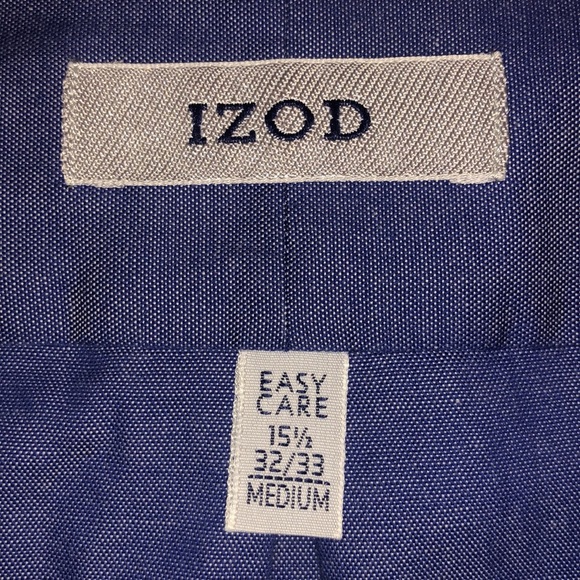 IZOD
EASY
CARE
15½
32/33
MEDIUM